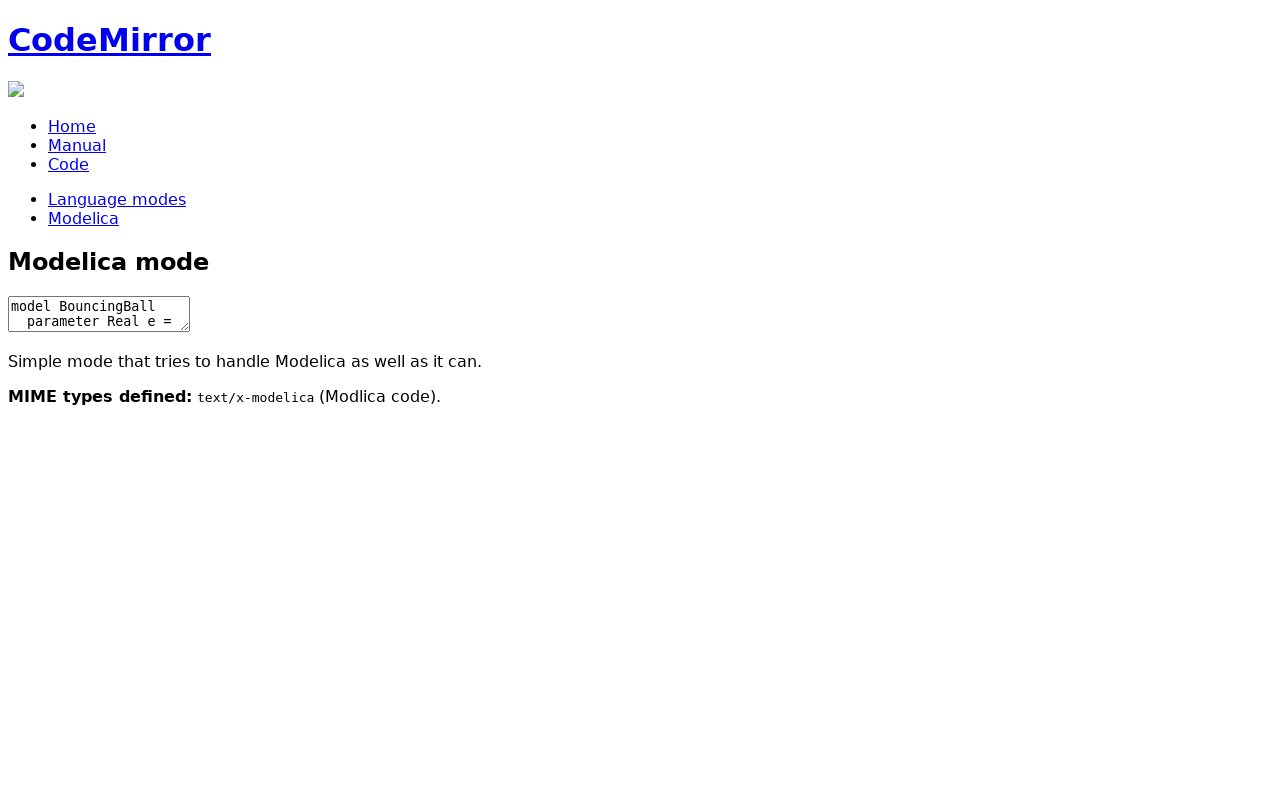 CodeMirror
Home
Manual
Code
Language modes
Modelica
Modelica mode
model BouncingBall
  parameter Real e =
Simple mode that tries to handle Modelica as well as it can.
MIME types defined: text/x-modelica (Modlica code).